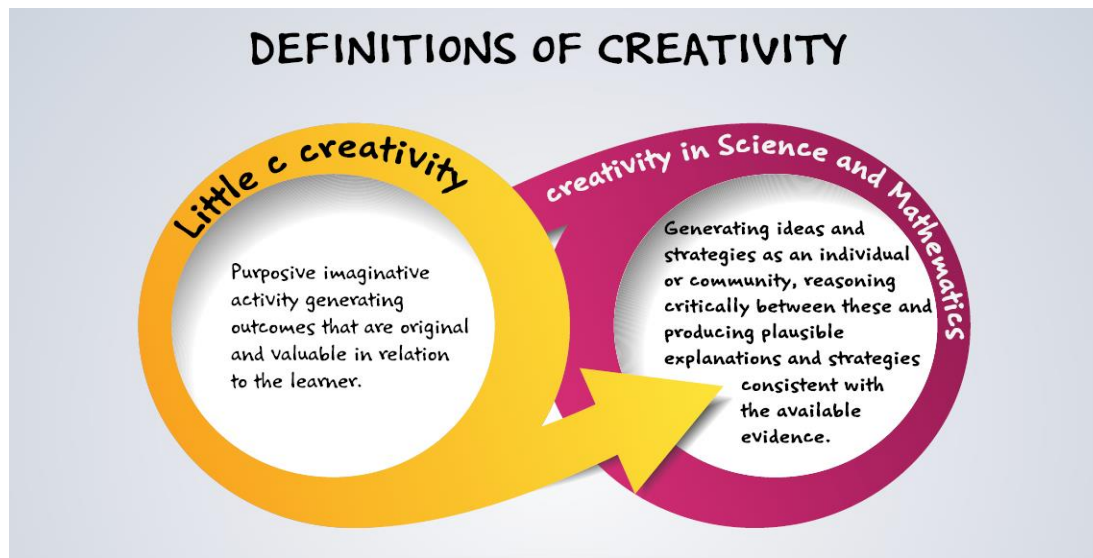 DEFINITIONS OF CREATIVITY
Little c creativity
Purposive imaginative
activity generating
outcomes that are original
and valuable in relation
to the learner.
creativity in Science and Mathematics
Generating ideas and
strategies as an individual
or community, reasoning
critically between these and
producing plausible
explanations and strategies
consistent with
the available
evidence.